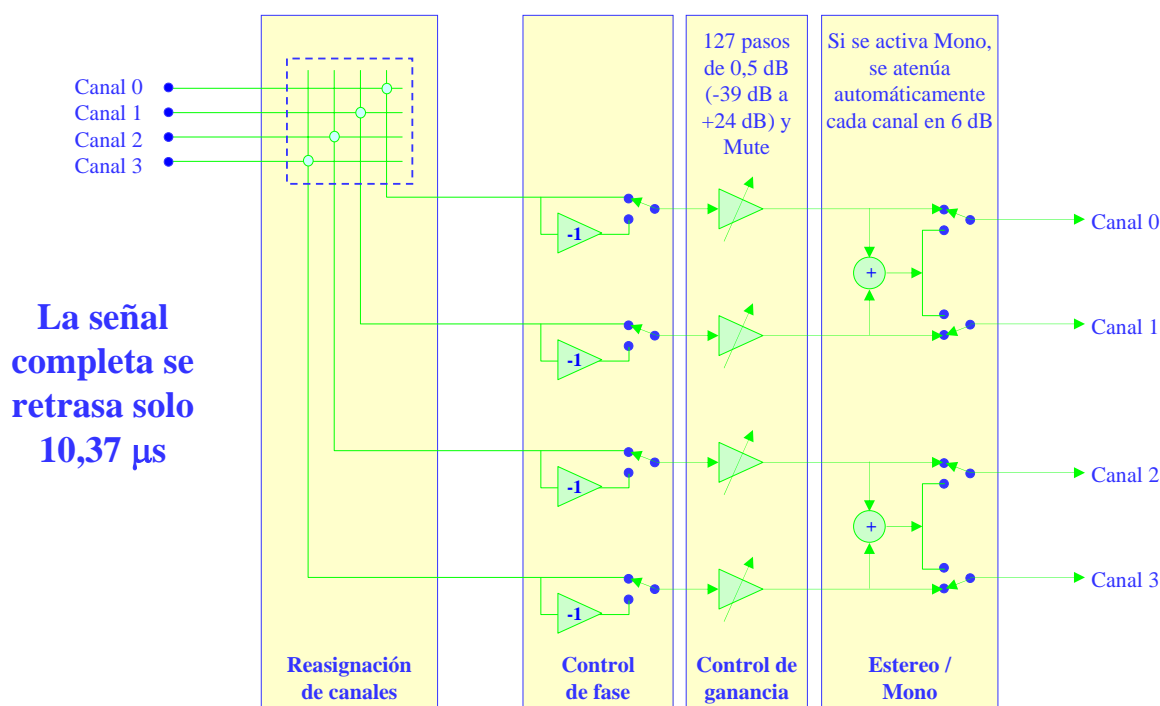 127 pasos
de 0,5 dB
(-39 dB a
+24 dB) y
Mute
Si se activa Mono,
se atenúa
automáticamente
cada canal en 6 dB
Canal 0
Canal 1
Canal 2
Canal 3
-1
-1
-1
-1
+
+
Canal 0
Canal 1
Canal 2
Canal 3
La señal
completa se
retrasa solo
10,37 μs
Reasignación
de canales
Control
de fase
Control de
ganancia
Estereo /
Mono